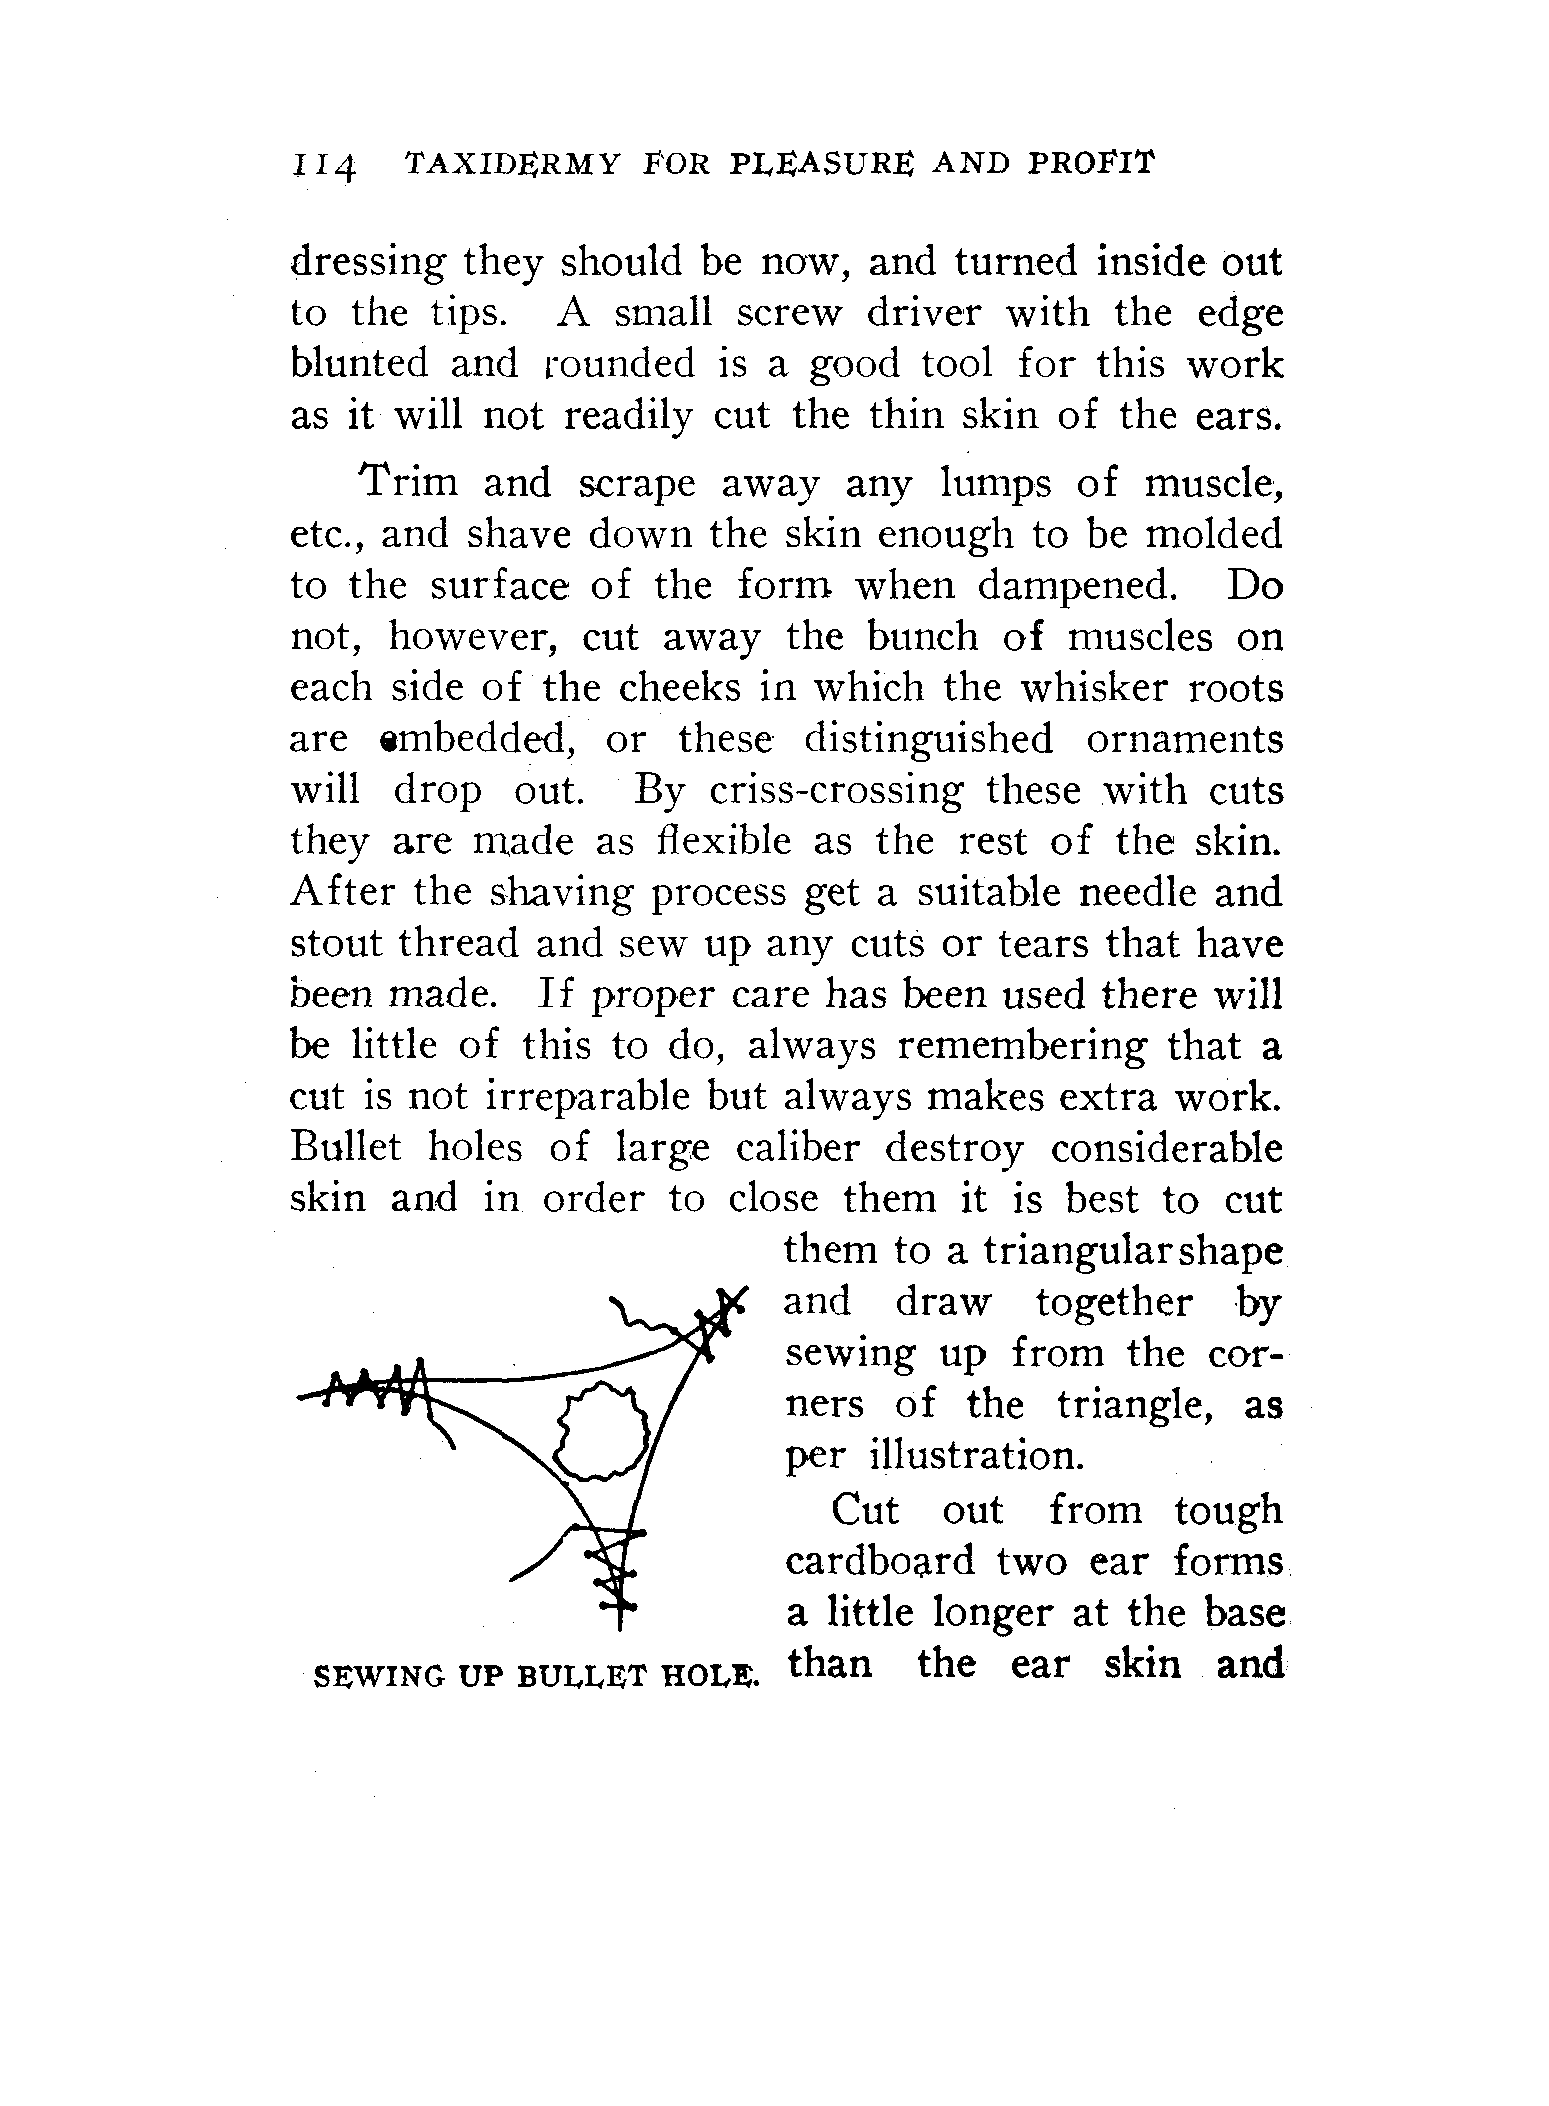 114 TAXIDERMY FOR PLEASURE AND PROFIT
dressing they should be now, and turned inside out
to the tips. A small screw driver with the edge
blunted and rounded is a good tool for this work
as it will not readily cut the thin skin of the ears.
Trim and scrape away any lumps of muscle,
etc., and shave down the skin enough to be molded
to the surface of the form when dampened. Do
not, however, cut away the bunch of muscles on
each side of the cheeks in which the whisker roots
are embedded, or these distinguished ornaments
will drop out. By criss-crossing these with cuts
they are made as flexible as the rest of the skin.
After the shaving process get a suitable needle and
stout thread and sew up any cuts or tears that have
been made. If proper care has been used there will
be little of this to do, always remembering that a
cut is not irreparable but always makes extra work.
Bullet holes of large caliber destroy considerable
skin and in order to close them it is best to cut
them to a triangular shape
and draw together by
sewing up from the cor-
ners of the triangle, as
per illustration.
Cut out from tough
cardboard two ear forms
a little longer at the base
than the ear skin and
SEWING UP BULLET HOLE.